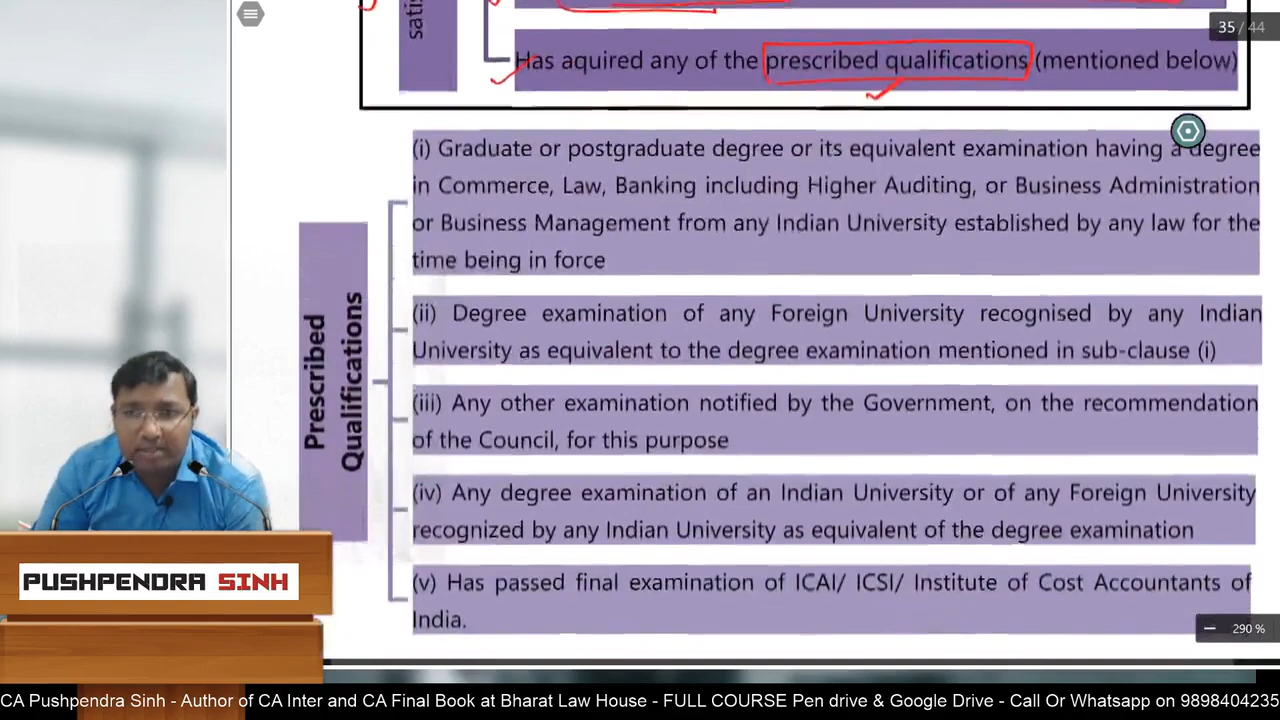 satis
35 / 44
Has aquired any of the prescribed qualifications (mentioned below)
(i) Graduate or postgraduate degree or its equivalent examination having a degree
in Commerce, Law, Banking including Higher Auditing, or Business Administration
or Business Management from any Indian University established by any law for the
time being in force
Prescribed
Qualifications
(ii) Degree examination of any Foreign University recognised by any Indian
University as equivalent to the degree examination mentioned in sub-clause (i)
(iii) Any other examination notified by the Government, on the recommendation
of the Council, for this purpose
(iv) Any degree examination of an Indian University or of any Foreign University
recognized by any Indian University as equivalent of the degree examination
(v) Has passed final examination of ICAI/ ICSI/ Institute of Cost Accountants of
India.
PUSHPENDRA SINH
290 %
CA Pushpendra Sinh - Author of CA Inter and CA Final Book at Bharat Law House - FULL COURSE Pen drive & Google Drive - Call Or Whatsapp on 9898404235